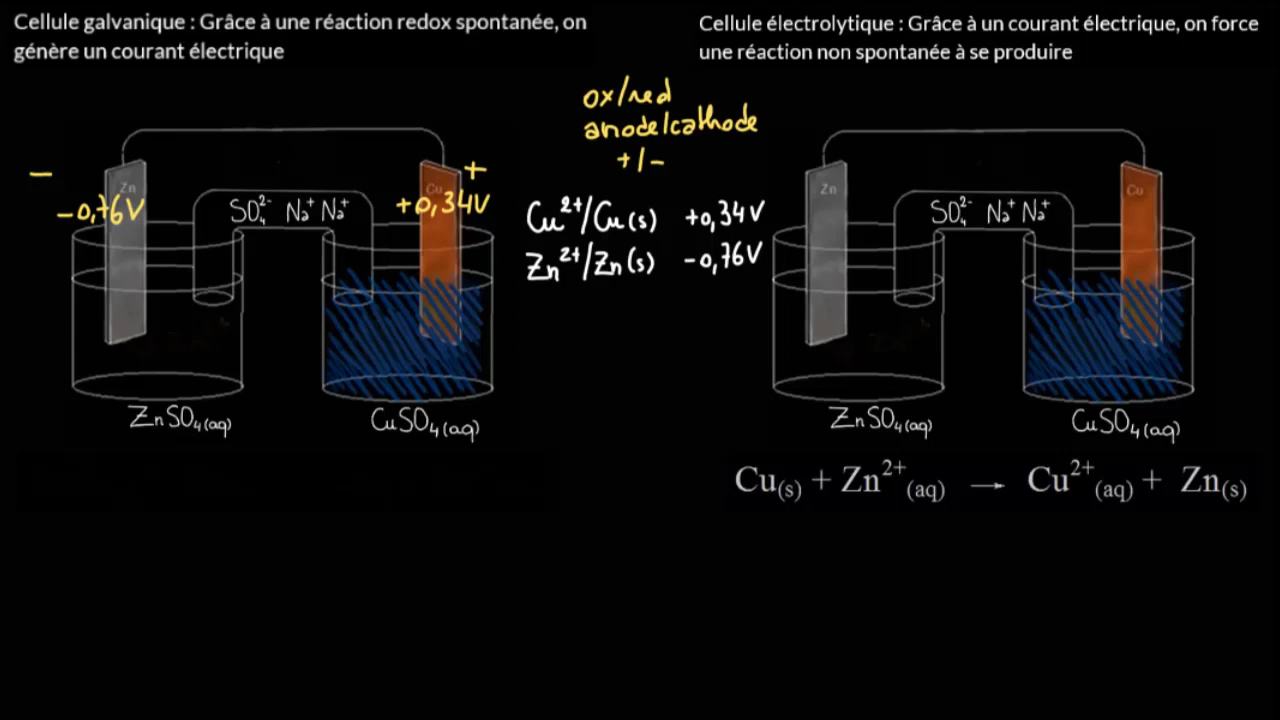 Cellule galvanique : Grâce à une réaction redox spontanée, on
génère un courant électrique
Cellule électrolytique : Grâce à un courant électrique, on force
une réaction non spontanée à se produire
ox/red
anode/cathode
+/-
- Zn
-0,76V
SO₄²⁻ Na⁺ Na⁺
Cu +
+0,34V
Cu²⁺/Cu(s) +0,34V
Zn²⁺/Zn(s) -0,76V
Zn
SO₄²⁻ Na⁺ Na⁺
Cu
ZnSO₄(aq)
CuSO₄(aq)
ZnSO₄(aq)
CuSO₄(aq)
Cu(s) + Zn²⁺(aq) → Cu²⁺(aq) + Zn(s)